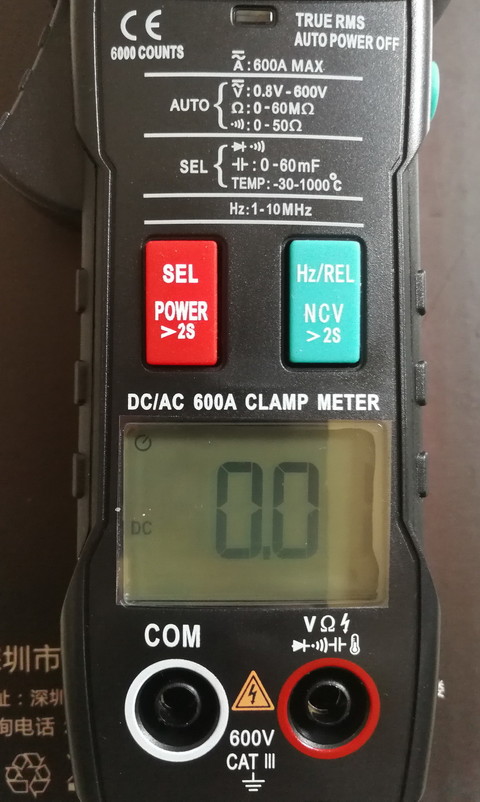 CE
TRUE RMS
6000 COUNTS
AUTO POWER OFF
A:600A MAX
AUTO
V:0.8V-600V
Ω:0-60MΩ
:0-50Ω
SEL
:0-60mF
TEMP:-30-1000℃
Hz:1-10MHz
SEL
POWER
>2S
Hz/REL
NCV
>2S
DC/AC 600A CLAMP METER
DC
0.0
COM
VΩ
600V
CAT III
圳市
址:深圳
询电话: